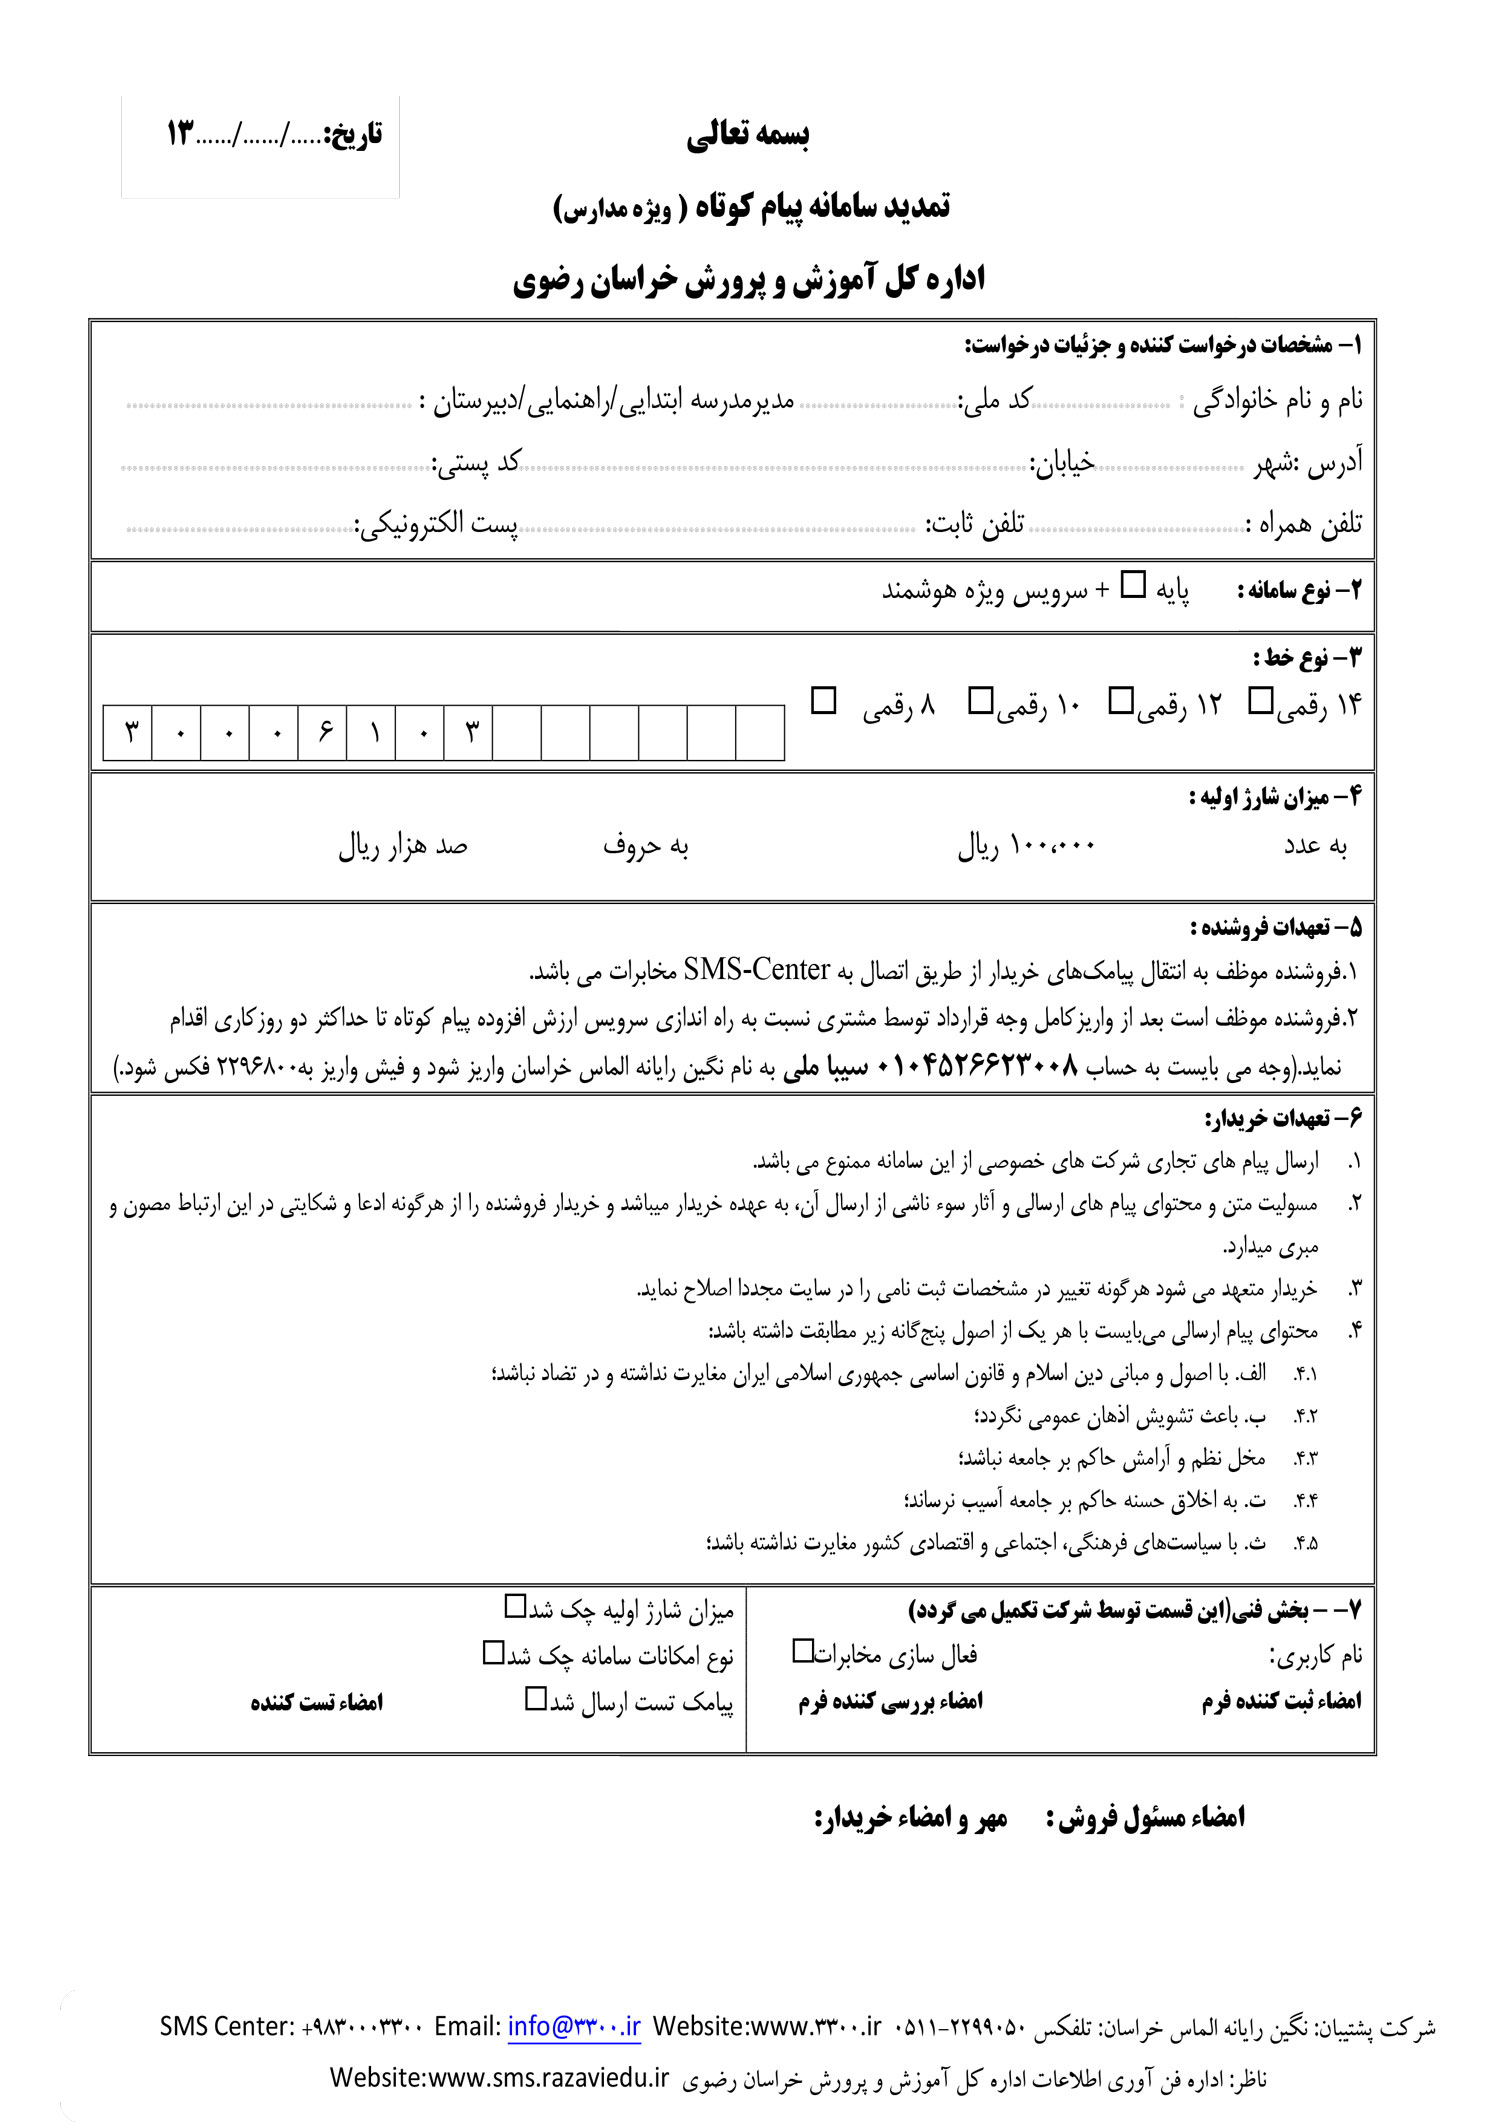 بسمه تعالی
تاریخ:...../....../......۱۳
تمدید سامانه پیام کوتاه ( ویژه مدارس)
اداره کل آموزش و پرورش خراسان رضوی
۱- مشخصات درخواست کننده و جزئیات درخواست:
نام و نام خانوادگی : ........................کد ملی:...........................مدیرمدرسه ابتدایی/راهنمایی/دبیرستان : .................................................
آدرس :شهر ..........................خیابان:........................................................................................کد پستی:.....................................................
تلفن همراه :..................................... تلفن ثابت: ....................................................................پست الکترونیکی:.......................................
۲- نوع سامانه : پایه □ + سرویس ویژه هوشمند
۳- نوع خط :
۱۴ رقمی□ ۱۲ رقمی□ ۱۰ رقمی□ ۸ رقمی □
۳ ۰ ۰ ۰ ۶ ۱ ۰ ۳
۴- میزان شارژ اولیه :
به عدد ۱۰۰،۰۰۰ ریال به حروف صد هزار ریال
۵- تعهدات فروشنده :
۱.فروشنده موظف به انتقال پیامک‌های خریدار از طریق اتصال به SMS-Center مخابرات می باشد.
۲.فروشنده موظف است بعد از واریزکامل وجه قرارداد توسط مشتری نسبت به راه اندازی سرویس ارزش افزوده پیام کوتاه تا حداکثر دو روزکاری اقدام
نماید.(وجه می بایست به حساب ۰۱۰۴۵۲۶۶۲۳۰۰۸ سیبا ملی به نام نگین رایانه الماس خراسان واریز شود و فیش واریز به۲۲۹۶۸۰۰ فکس شود.)
۶- تعهدات خریدار:
۱. ارسال پیام های تجاری شرکت های خصوصی از این سامانه ممنوع می باشد.
۲. مسولیت متن و محتوای پیام های ارسالی و آثار سوء ناشی از ارسال آن، به عهده خریدار میباشد و خریدار فروشنده را از هرگونه ادعا و شکایتی در این ارتباط مصون و
مبری میدارد.
۳. خریدار متعهد می شود هرگونه تغییر در مشخصات ثبت نامی را در سایت مجددا اصلاح نماید.
۴. محتوای پیام ارسالی می‌بایست با هر یک از اصول پنج‌گانه زیر مطابقت داشته باشد:
۴.۱. الف. با اصول و مبانی دین اسلام و قانون اساسی جمهوری اسلامی ایران مغایرت نداشته و در تضاد نباشد؛
۴.۲. ب. باعث تشویش اذهان عمومی نگردد؛
۴.۳. مخل نظم و آرامش حاکم بر جامعه نباشد؛
۴.۴. ت. به اخلاق حسنه حاکم بر جامعه آسیب نرساند؛
۴.۵. ث. با سیاست‌های فرهنگی، اجتماعی و اقتصادی کشور مغایرت نداشته باشد؛
۷- - بخش فنی(این قسمت توسط شرکت تکمیل می گردد)
نام کاربری: فعال سازی مخابرات□
امضاء ثبت کننده فرم امضاء بررسی کننده فرم
میزان شارژ اولیه چک شد□
نوع امکانات سامانه چک شد□
پیامک تست ارسال شد□ امضاء تست کننده
امضاء مسئول فروش : مهر و امضاء خریدار:
شرکت پشتیبان: نگین رایانه الماس خراسان: تلفکس ۲۲۹۹۰۵۰-۰۵۱۱ Website:www.۳۳۰۰.ir Email: info@۳۳۰۰.ir SMS Center: +۹۸۳۰۰۰۳۳۰۰
ناظر: اداره فن آوری اطلاعات اداره کل آموزش و پرورش خراسان رضوی Website:www.sms.razaviedu.ir